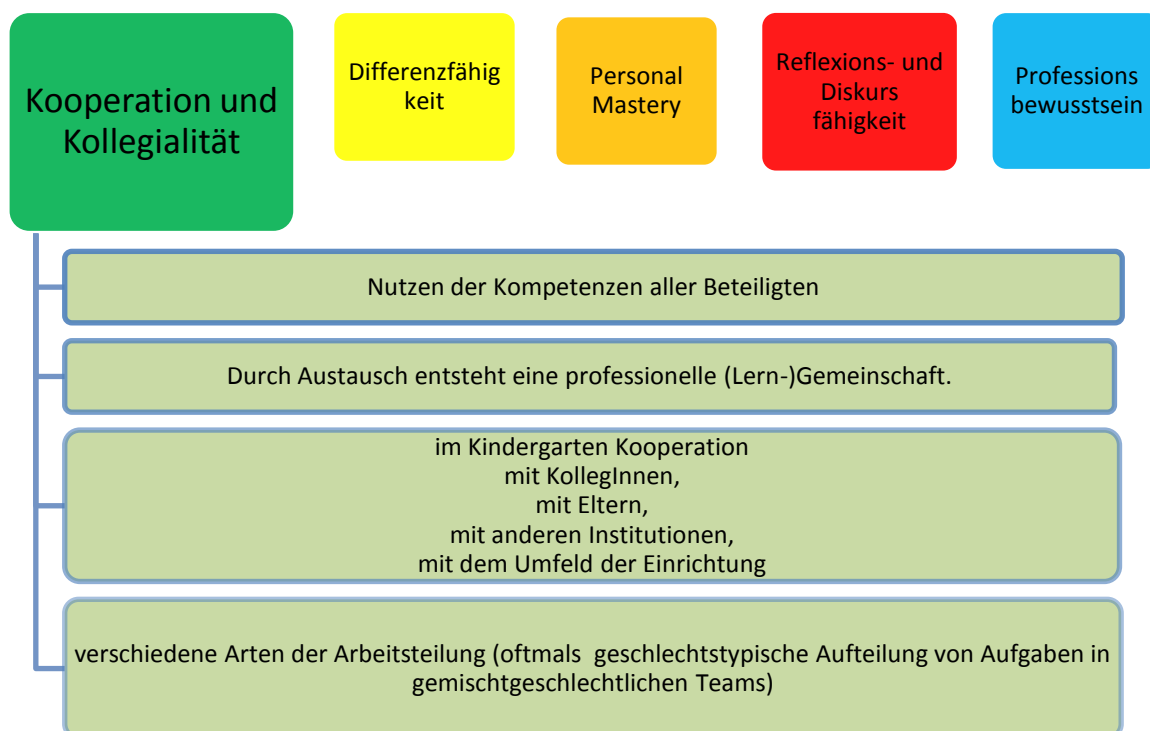 Kooperation und
Kollegialität
Differenzfähig
keit
Personal
Mastery
Reflexions- und
Diskurs
fähigkeit
Professions
bewusstsein
Nutzen der Kompetenzen aller Beteiligten
Durch Austausch entsteht eine professionelle (Lern-)Gemeinschaft.
im Kindergarten Kooperation
mit KollegInnen,
mit Eltern,
mit anderen Institutionen,
mit dem Umfeld der Einrichtung
verschiedene Arten der Arbeitsteilung (oftmals geschlechtstypische Aufteilung von Aufgaben in
gemischtgeschlechtlichen Teams)